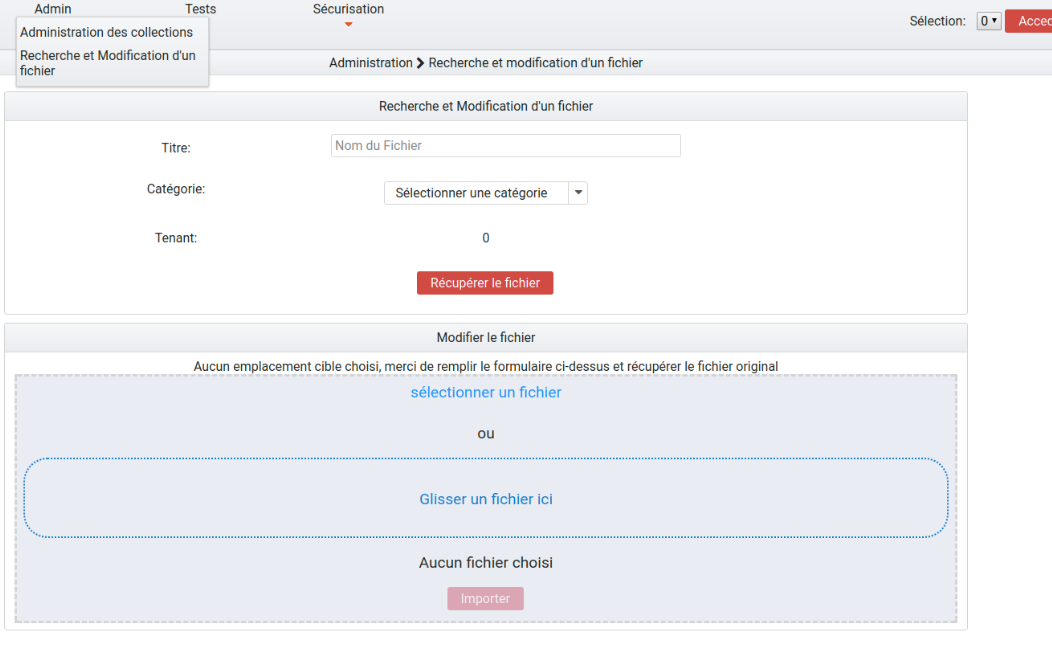 Admin Tests Sécurisation
Sélection: 0
Administration des collections
Recherche et Modification d'un
fichier
Administration Recherche et modification d'un fichier
Recherche et Modification d'un fichier
Titre: Nom du Fichier
Catégorie: Sélectionner une catégorie
Tenant: 0
Récupérer le fichier
Modifier le fichier
Aucun emplacement cible choisi, merci de remplir le formulaire ci-dessus et récupérer le fichier original
sélectionner un fichier
ou
Glisser un fichier ici
Aucun fichier choisi
Importer